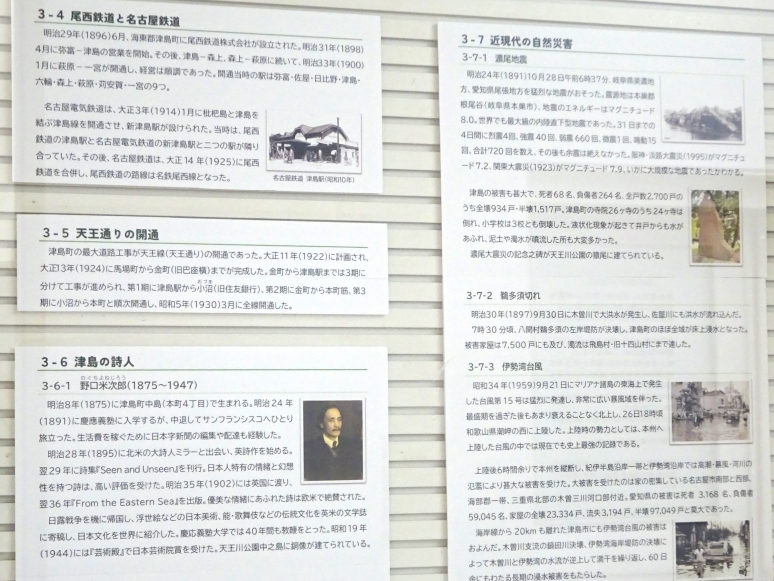 3-4 尾西鉄道と名古屋鉄道
明治29年(1896)6月、海東郡津島町に尾西鉄道株式会社が設立された。明治31年(1898)
4月に弥富－津島の営業を開始。その後、津島－森上、森上－萩原に続いて、明治33年(1900)
1月に萩原－一宮が開通し、経営は順調であった。開通当時の駅は弥富・佐屋・日比野・津島・
六輪・森上・萩原・苅安賀・一宮の9つ。
名古屋電気鉄道は、大正3年(1914)1月に枇杷島と津島を
結ぶ津島線を開通させ、新津島駅が設けられた。当時は、尾西
鉄道の津島駅と名古屋電気鉄道の新津島駅と二つの駅が隣り
合っていた。その後、名古屋鉄道は、大正14年(1925)に尾西
鉄道を合併し、尾西鉄道の路線は名鉄尾西線となった。
名古屋鉄道 津島駅(昭和10年)
3-5 天王通りの開通
津島町の最大道路工事が天王線(天王通り)の開通であった。大正11年(1922)に計画され、
大正13年(1924)に馬場町から金町(旧巴座横)までが完成した。金町から津島駅までは3期に
分けて工事が進められ、第1期に津島駅から小沼(旧住友銀行)、第2期に金町から本町筋、第3
期に小沼から本町と順次開通し、昭和5年(1930)3月に全線開通した。
3-6 津島の詩人
3-6-1 野口米次郎(1875～1947)
のぐちよねじろう
明治8年(1875)に津島町中島(本町4丁目)で生まれる。明治24年
(1891)に慶應義塾に入学するが、中退してサンフランシスコへひとり
旅立った。生活費を稼ぐために日本字新聞の編集や配達も経験した。
明治28年(1895)に北米の大詩人ミラーと出会い、英詩作を始める。
翌29年に詩集『Seen and Unseen』を刊行。日本人特有の情緒と幻想
性を持つ詩は、高い評価を受けた。明治35年(1902)には英国に渡り、
翌36年『From the Eastern Sea』を出版。優美な情緒にあふれた詩は欧米で絶賛された。
日露戦争を機に帰国し、浮世絵などの日本美術、能・歌舞伎などの伝統文化を英米の文学誌
に寄稿し、日本文化を世界に紹介した。慶応義塾大学では40年間も教鞭をとった。昭和19年
(1944)には『芸術殿』で日本芸術院賞を受けた。天王川公園中之島に銅像が建てられている。
3-7 近現代の自然災害
3-7-1 濃尾地震
明治24年(1891)10月28日午前6時37分、岐阜県美濃地
方、愛知県尾張地方を猛烈な地震がおそった。震源地は本巣郡
根尾谷(岐阜県本巣市)、地震のエネルギーはマグニチュード
8.0。世界でも最大級の内陸直下型地震であった。31日までの
4日間に烈震4回、強震40回、弱震660回、微震1回、鳴動15
回、合計720回を数え、その後も余震は絶えなかった。阪神・淡路大震災(1995)がマグニチュ
ード7.2、関東大震災(1923)がマグニチュード7.9、いかに大規模な地震であったかわかる。
津島の被害も甚大で、死者68名、負傷者264名、全戸数2,700戸の
うち全壊934戸・半壊1,517戸。津島町の寺院26ヶ寺のうち24ヶ寺は
倒れ、小学校は3校とも倒壊した。液状化現象が起きて井戸からも水が
あふれ、泥土や濁水が噴流した所も大変多かった。
濃尾大震災の記念之碑が天王川公園の猿尾に建てられている。
3-7-2 鵜多須切れ
明治30年(1897)9月30日に木曽川で大洪水が発生し、佐屋川にも洪水が流れ込んだ。
7時30分頃、八開村鵜多須の左岸堤防が決壊し、津島町のほぼ全域が床上浸水となった。
被害家屋は7,500戸にも及び、濁流は飛島村・旧十四山村にまで達した。
3-7-3 伊勢湾台風
昭和34年(1959)9月21日にマリアナ諸島の東海上で発生
した台風第15号は猛烈に発達し、非常に広い暴風域を伴った。
最盛期を過ぎた後もあまり衰えることなく北上し、26日18時頃
和歌山県潮岬の西に上陸した。上陸時の勢力としては、本州へ
上陸した台風の中では現在でも史上最強の記録である。
上陸後6時間余りで本州を縦断し、紀伊半島沿岸一帯と伊勢湾沿岸では高潮・暴風・河川の
氾濫により甚大な被害を受けた。大被害を受けたのは家の密集している名古屋市南部と西部、
海部郡一帯、三重県北部の木曽三川河口部付近。愛知県の被害は死者 3,168名、負傷者
59,045名、家屋の全壊23,334戸、流失3,194戸、半壊97,049戸と莫大であった。
海岸線から20kmも離れた津島市にも伊勢湾台風の被害は
およんだ。木曽川支流の鍋田川決壊、伊勢湾海岸堤防の決壊に
よって木曽川と伊勢湾の水流が逆上して満干を繰り返し、60日
余にもわたる長期の浸水被害をもたらした。